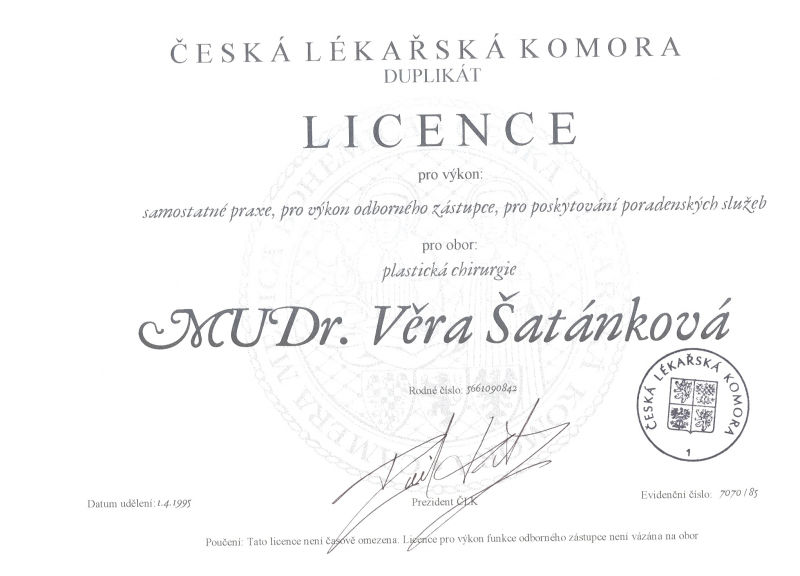 ČESKÁ LÉKAŘSKÁ KOMORA
DUPLIKÁT
LICENCE
pro výkon:
samostatné praxe, pro výkon odborného zástupce, pro poskytování poradenských služeb
pro obor:
plastická chirurgie
MUDr. Věra Šatánková
Rodné číslo: 5661090842
ČESKÁ LÉKAŘSKÁ KOMORA
1
Datum udělení: 1.4.1995
Prezident ČLK
Evidenční číslo: 7070/85
Poučení: Tato licence není časově omezena. Licence pro výkon funkce odborného zástupce není vázána na obor